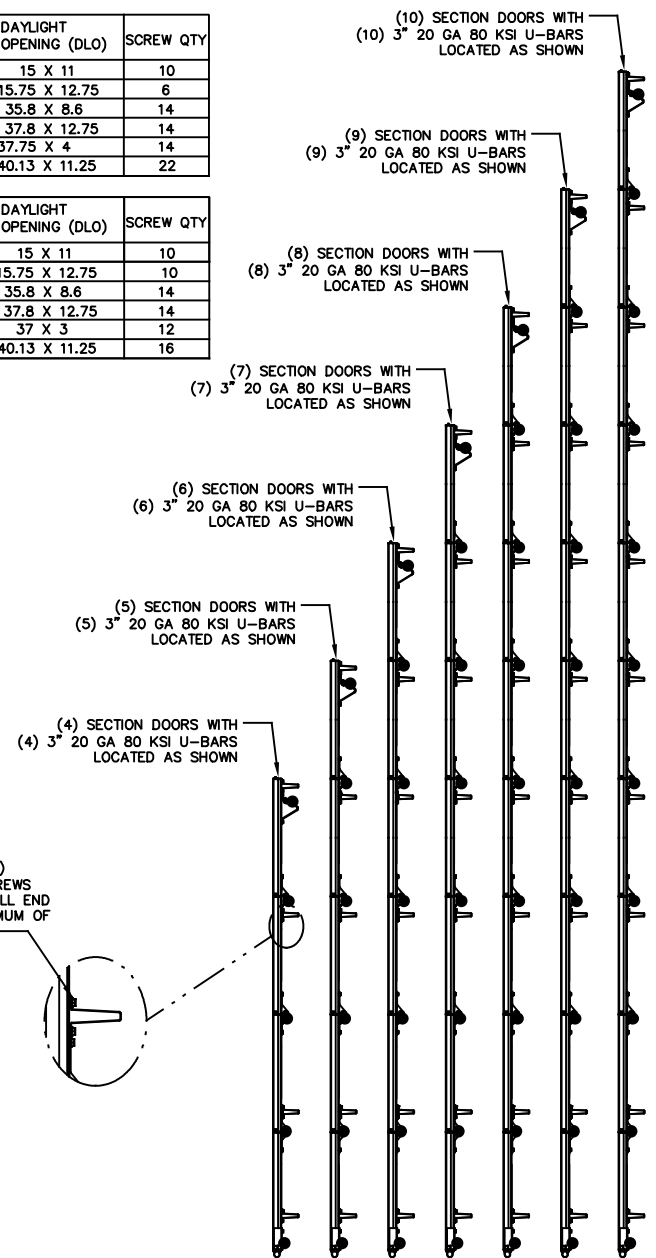 DAYLIGHT
OPENING (DLO)
SCREW QTY
15 X 11 10
15.75 X 12.75 6
35.8 X 8.6 14
37.8 X 12.75 14
37.75 X 4 14
40.13 X 11.25 22
DAYLIGHT
OPENING (DLO)
SCREW QTY
15 X 11 10
15.75 X 12.75 10
35.8 X 8.6 14
37.8 X 12.75 14
37 X 3 12
40.13 X 11.25 16
(10) SECTION DOORS WITH
(10) 3" 20 GA 80 KSI U-BARS
LOCATED AS SHOWN
(9) SECTION DOORS WITH
(9) 3" 20 GA 80 KSI U-BARS
LOCATED AS SHOWN
(8) SECTION DOORS WITH
(8) 3" 20 GA 80 KSI U-BARS
LOCATED AS SHOWN
(7) SECTION DOORS WITH
(7) 3" 20 GA 80 KSI U-BARS
LOCATED AS SHOWN
(6) SECTION DOORS WITH
(6) 3" 20 GA 80 KSI U-BARS
LOCATED AS SHOWN
(5) SECTION DOORS WITH
(5) 3" 20 GA 80 KSI U-BARS
LOCATED AS SHOWN
(4) SECTION DOORS WITH
(4) 3" 20 GA 80 KSI U-BARS
LOCATED AS SHOWN
)
REWS
LL END
MUM OF